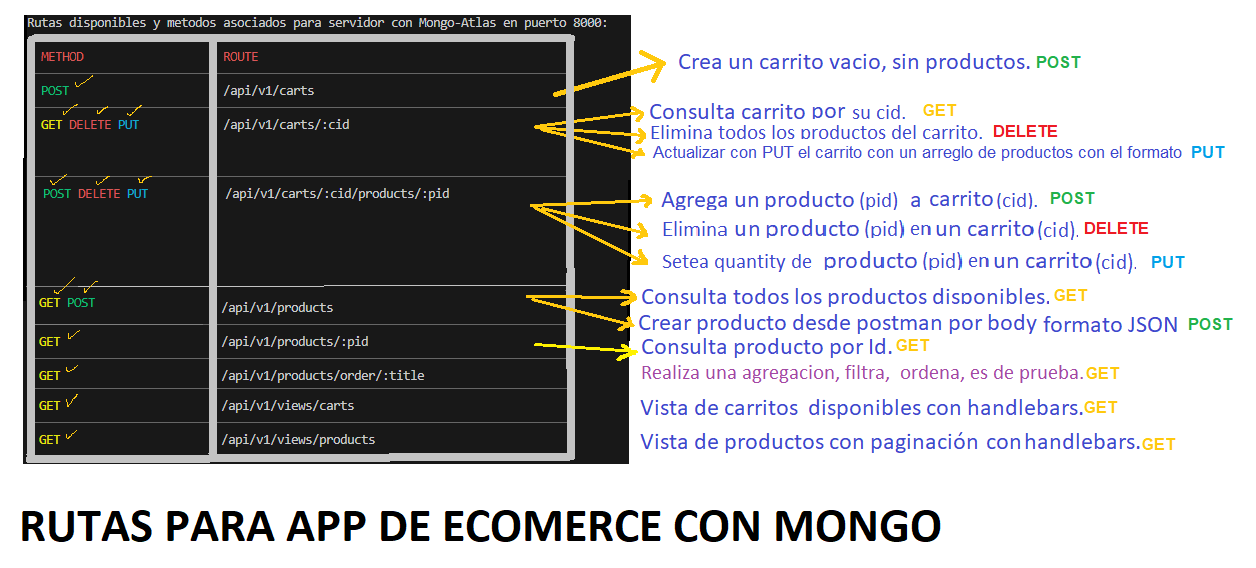 Rutas disponibles y metodos asociados para servidor con Mongo-Atlas en puerto 8000:
METHOD ROUTE
POST /api/v1/carts Crea un carrito vacio, sin productos. POST
GET DELETE PUT /api/v1/carts/:cid
Consulta carrito por su cid. GET
Elimina todos los productos del carrito. DELETE
Actualizar con PUT el carrito con un arreglo de productos con el formato PUT
POST DELETE PUT /api/v1/carts/:cid/products/:pid
Agrega un producto (pid) a carrito (cid). POST
Elimina un producto (pid) en un carrito (cid). DELETE
Setea quantity de producto (pid) en un carrito (cid). PUT
GET POST /api/v1/products
Consulta todos los productos disponibles. GET
Crear producto desde postman por body formato JSON POST
GET /api/v1/products/:pid Consulta producto por Id. GET
GET /api/v1/products/order/:title Realiza una agregacion, filtra, ordena, es de prueba. GET
GET /api/v1/views/carts Vista de carritos disponibles con handlebars. GET
GET /api/v1/views/products Vista de productos con paginación con handlebars. GET
RUTAS PARA APP DE ECOMERCE CON MONGO